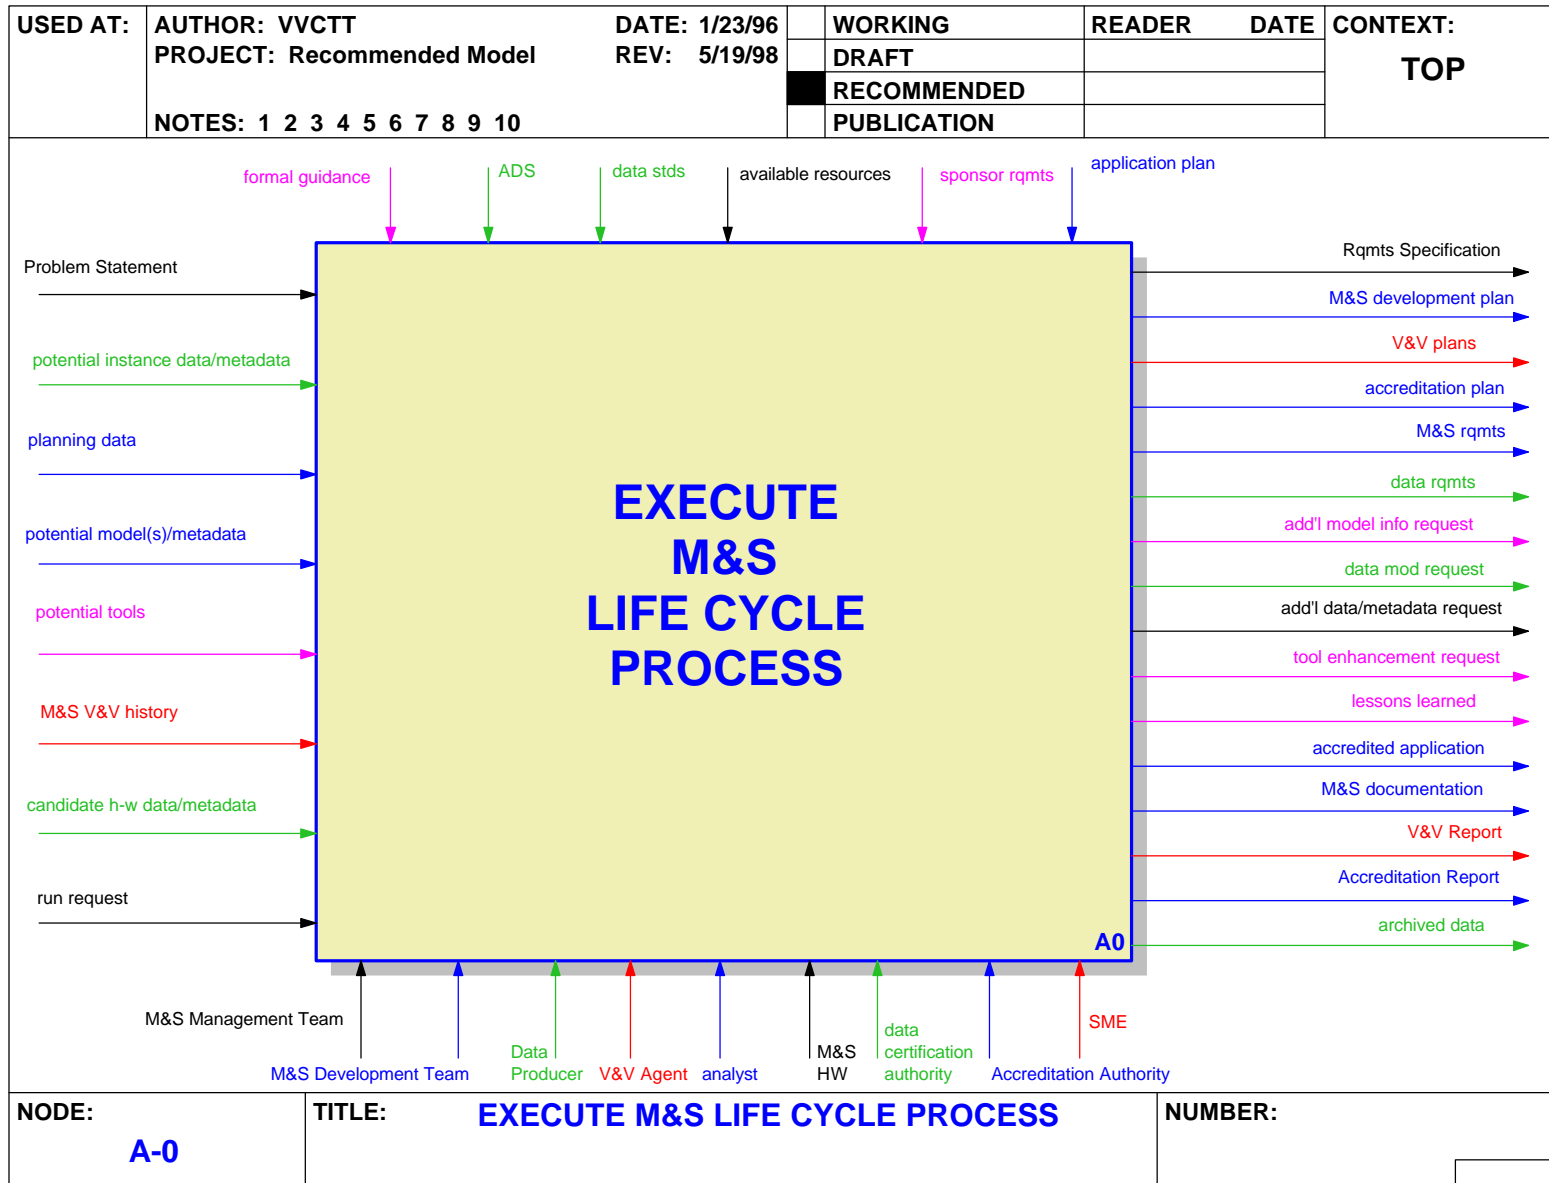 USED AT:
AUTHOR: VVCTT
DATE: 1/23/96
WORKING
READER
DATE
CONTEXT:
PROJECT: Recommended Model
REV: 5/19/98
DRAFT
TOP
RECOMMENDED
NOTES: 1 2 3 4 5 6 7 8 9 10
PUBLICATION
formal guidance
ADS
data stds
available resources
sponsor rqmts
application plan
Problem Statement
potential instance data/metadata
planning data
potential model(s)/metadata
potential tools
M&S V&V history
candidate h-w data/metadata
run request
EXECUTE
M&S
LIFE CYCLE
PROCESS
A0
Rqmts Specification
M&S development plan
V&V plans
accreditation plan
M&S rqmts
data rqmts
add'l model info request
data mod request
add'l data/metadata request
tool enhancement request
lessons learned
accredited application
M&S documentation
V&V Report
Accreditation Report
archived data
M&S Management Team
M&S Development Team
Data
Producer
V&V Agent
analyst
M&S
HW
data
certification
authority
Accreditation Authority
SME
NODE:
A-0
TITLE:
EXECUTE M&S LIFE CYCLE PROCESS
NUMBER: